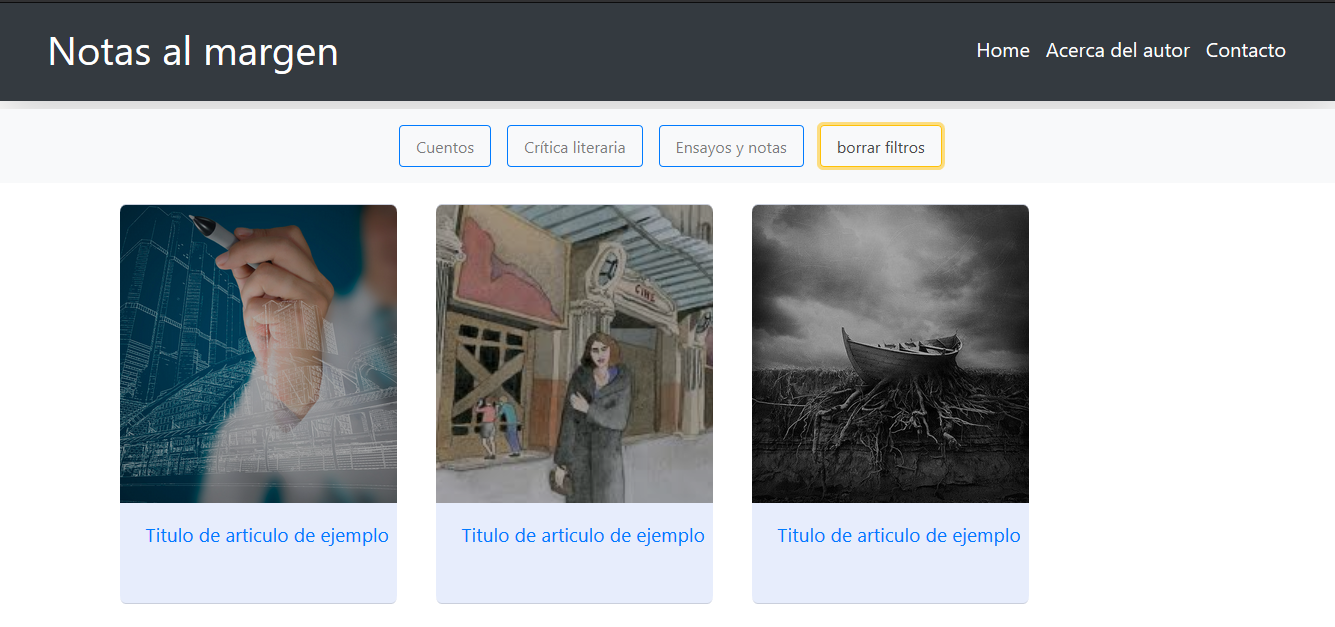 Notas al margen
Home Acerca del autor Contacto
Cuentos Crítica literaria Ensayos y notas borrar filtros
CINE
Titulo de articulo de ejemplo Titulo de articulo de ejemplo Titulo de articulo de ejemplo